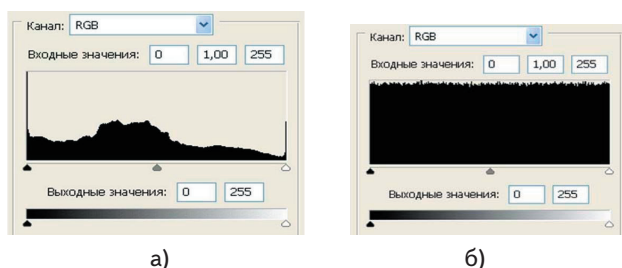 Канал: RGB
Входные значения: 0 1,00 255
Выходные значения: 0 255
а)
Канал: RGB
Входные значения: 0 1,00 255
Выходные значения: 0 255
б)